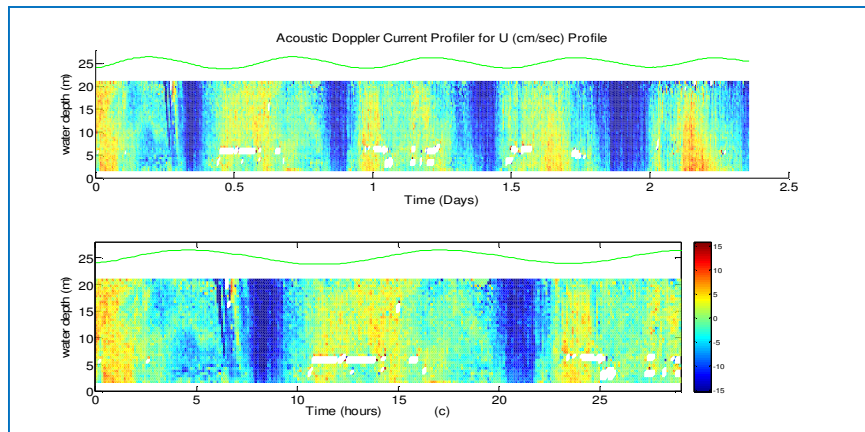 Acoustic Doppler Current Profiler for U (cm/sec) Profile
water depth (m)
25
20
15
10
5
0
0 0.5 1 1.5 2 2.5
Time (Days)
water depth (m)
25
20
15
10
5
0
0 5 10 15 20 25
Time (hours) (c)
15
10
5
0
-5
-10
-15